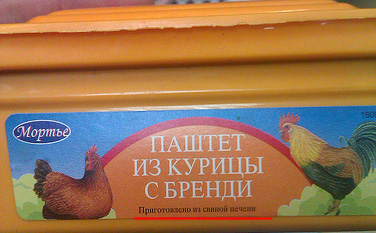 Мортье
ПАШТЕТ
ИЗ КУРИЦЫ
С БРЕНДИ
Приготовлено из свиной печени